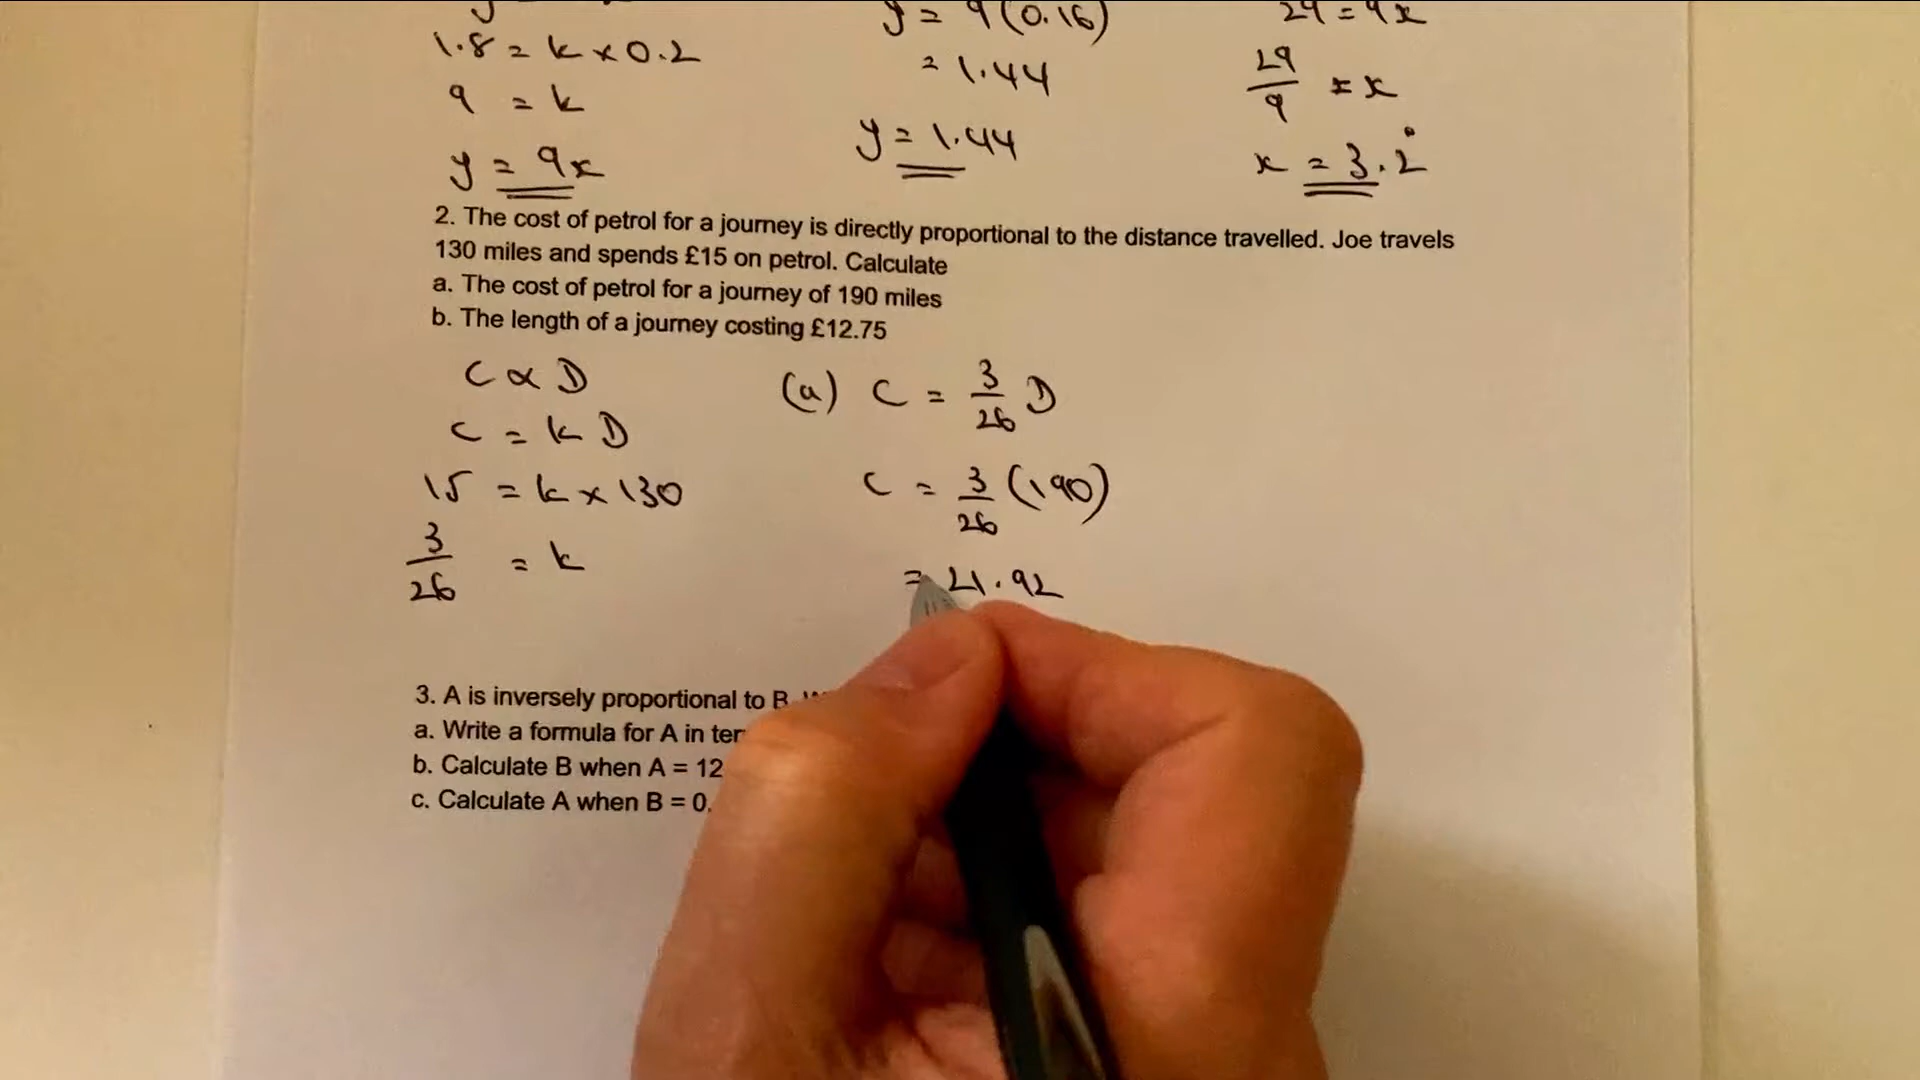 1.8 = k × 0.2
9 = k
y = 9x
y = 9(0.16)
= 1.44
y = 1.44
29 = 9x
29/9 = x
x = 3.2̇
2. The cost of petrol for a journey is directly proportional to the distance travelled. Joe travels
130 miles and spends £15 on petrol. Calculate
a. The cost of petrol for a journey of 190 miles
b. The length of a journey costing £12.75
C ∝ D
C = kD
15 = k × 130
3/26 = k
(a) C = 3/26 D
C = 3/26 (190)
= 21.92
3. A is inversely proportional to B.
a. Write a formula for A in ter
b. Calculate B when A = 12
c. Calculate A when B = 0.